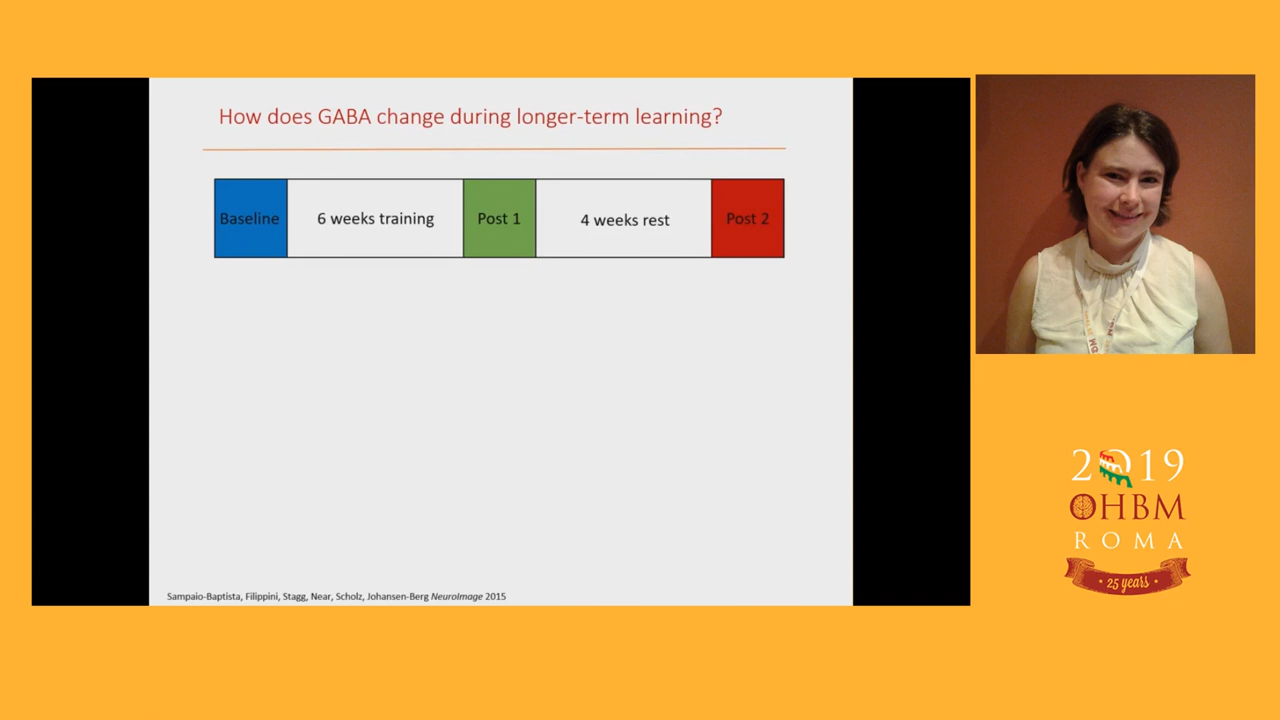 How does GABA change during longer-term learning?
Baseline
6 weeks training
Post 1
4 weeks rest
Post 2
Sampaio-Baptista, Filippini, Stagg, Near, Scholz, Johansen-Berg NeuroImage 2015
2019
OHBM
ROMA
25 years